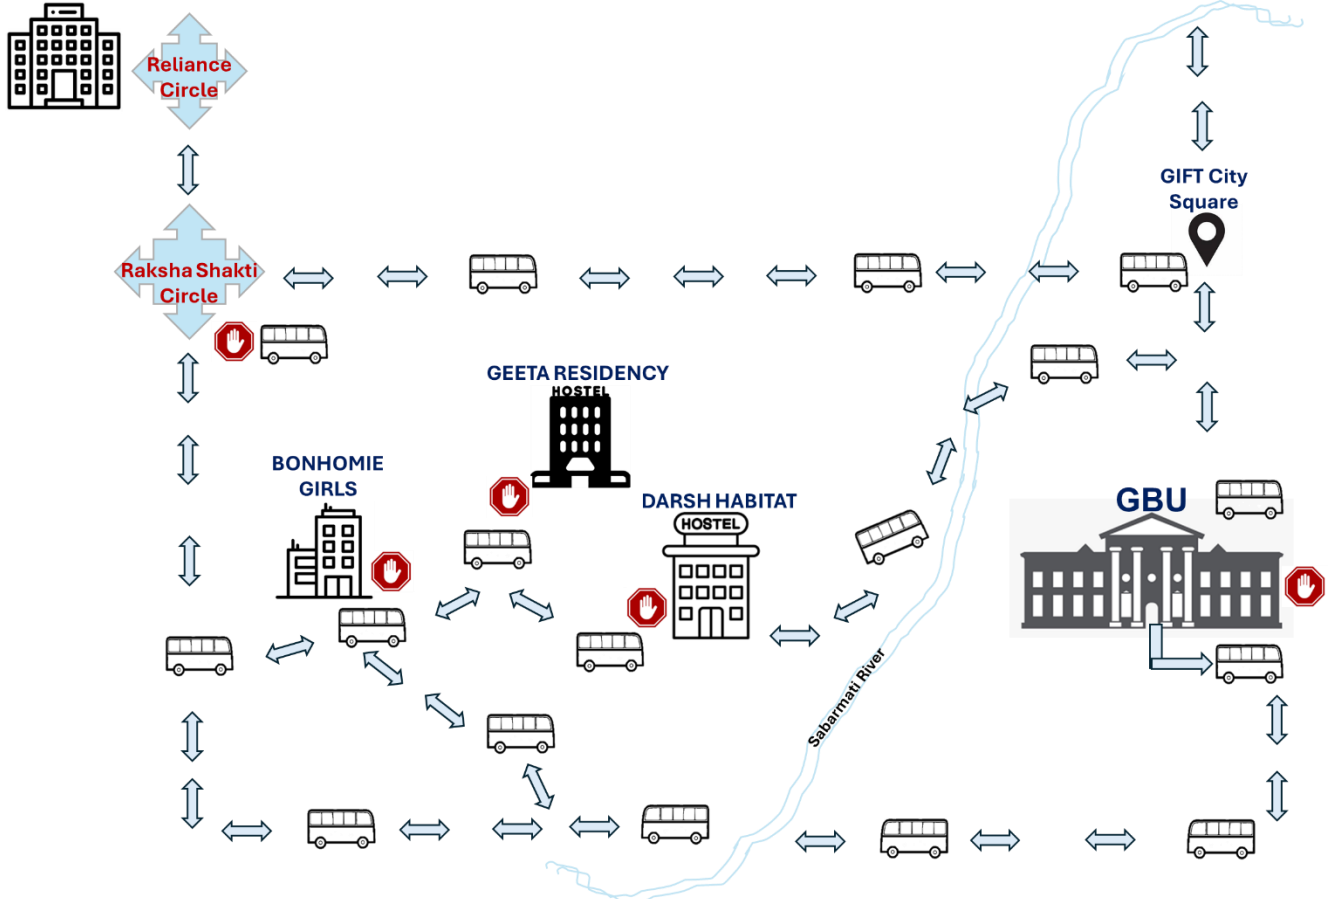 Reliance
Circle
GIFT City
Square
Raksha Shakti
Circle
GEETA RESIDENCY
HOSTEL
BONHOMIE
GIRLS
DARSH HABITAT
HOSTEL
GBU
Sabarmati River